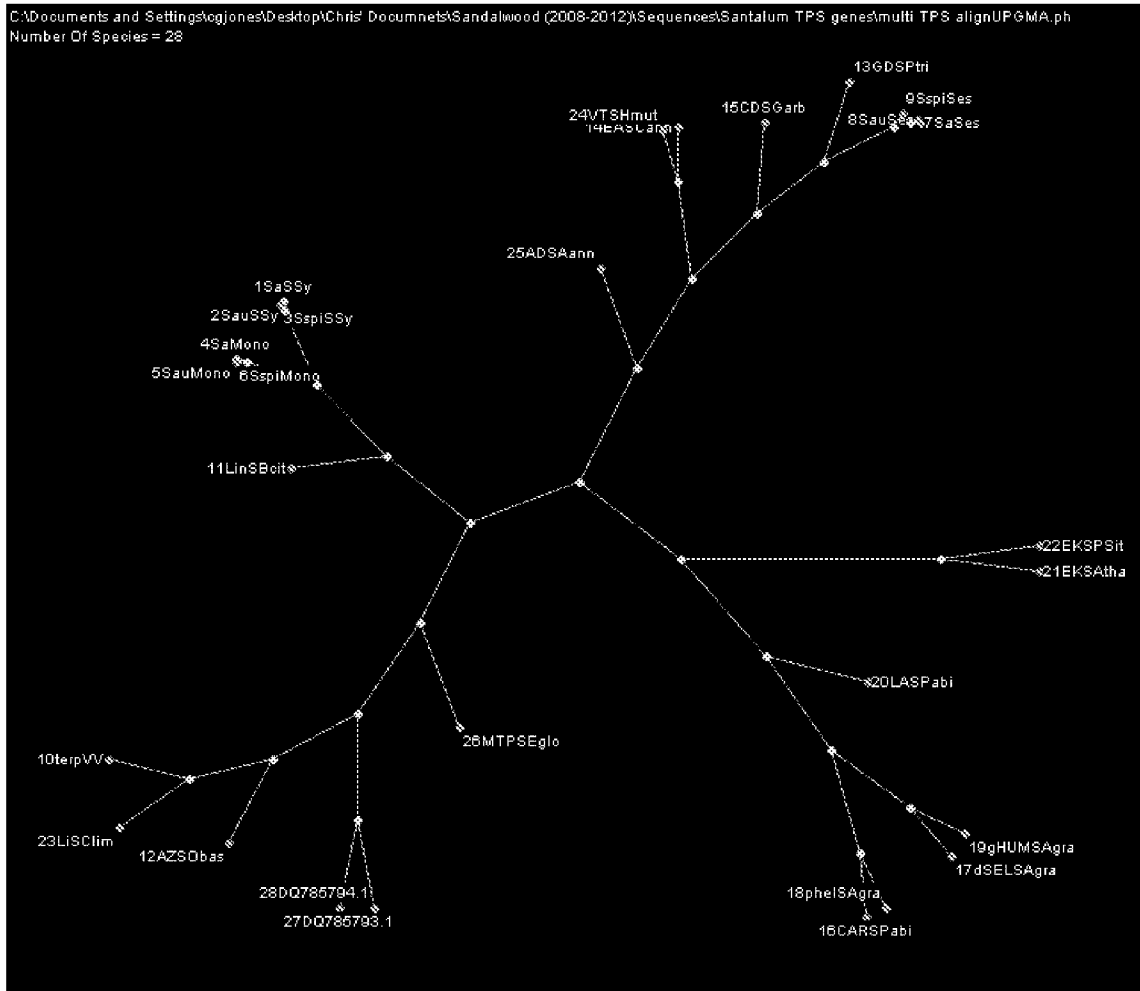 C:\Documents and Settings\cgjones\Desktop\Chris' Documnets\Sandalwood (2008-2012)\Sequences\Santalum TPS genes\multi TPS alignUPGMA.ph
Number Of Species = 28
13GDSPtri
9SspiSes
24VTSHmut
15CDSGarb
8SauSes
7SaSes
14EASCann
25ADSAann
1SaSSy
2SauSSy
3SspiSSy
4SaMono
5SauMono
6SspiMono
11LinSBcit
22EKSPSit
21EKSAtha
20LASPabi
26MTPSEglo
10terpVV
23LiSClim
12AZSObas
19gHUMSAgra
17dSELSAgra
28DQ785794.1
18phelSAgra
27DQ785793.1
16CARSPabi